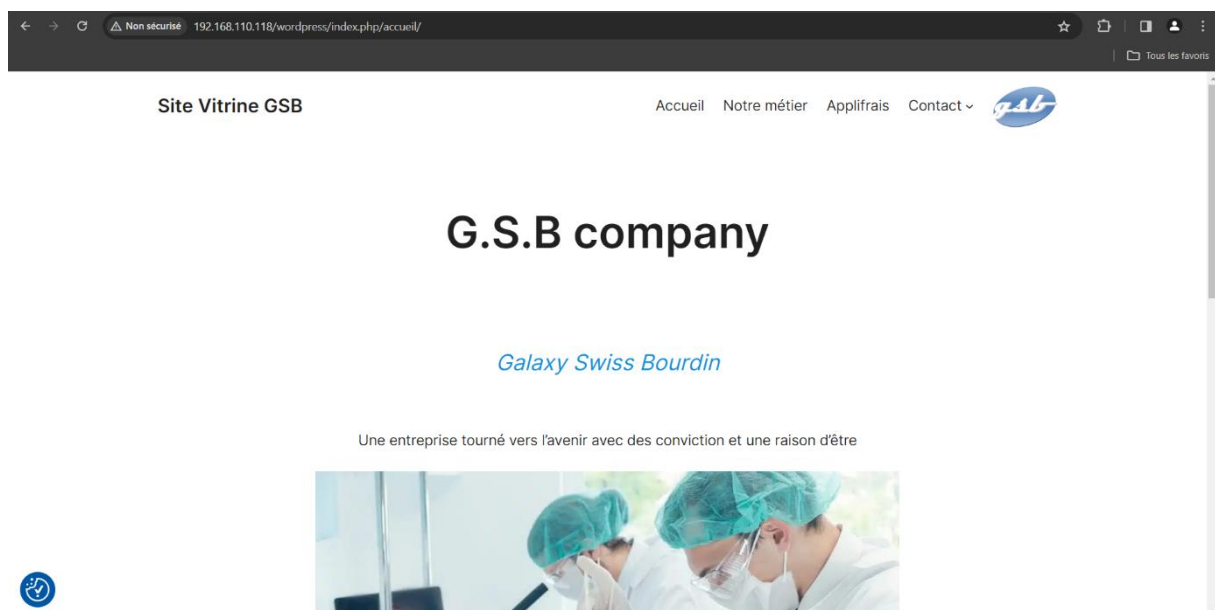 Non sécurisé 192.168.110.118/wordpress/index.php/accueil/
Tous les favoris
Site Vitrine GSB Accueil Notre métier Applifrais Contact gsb
G.S.B company
Galaxy Swiss Bourdin
Une entreprise tourné vers l'avenir avec des conviction et une raison d'être